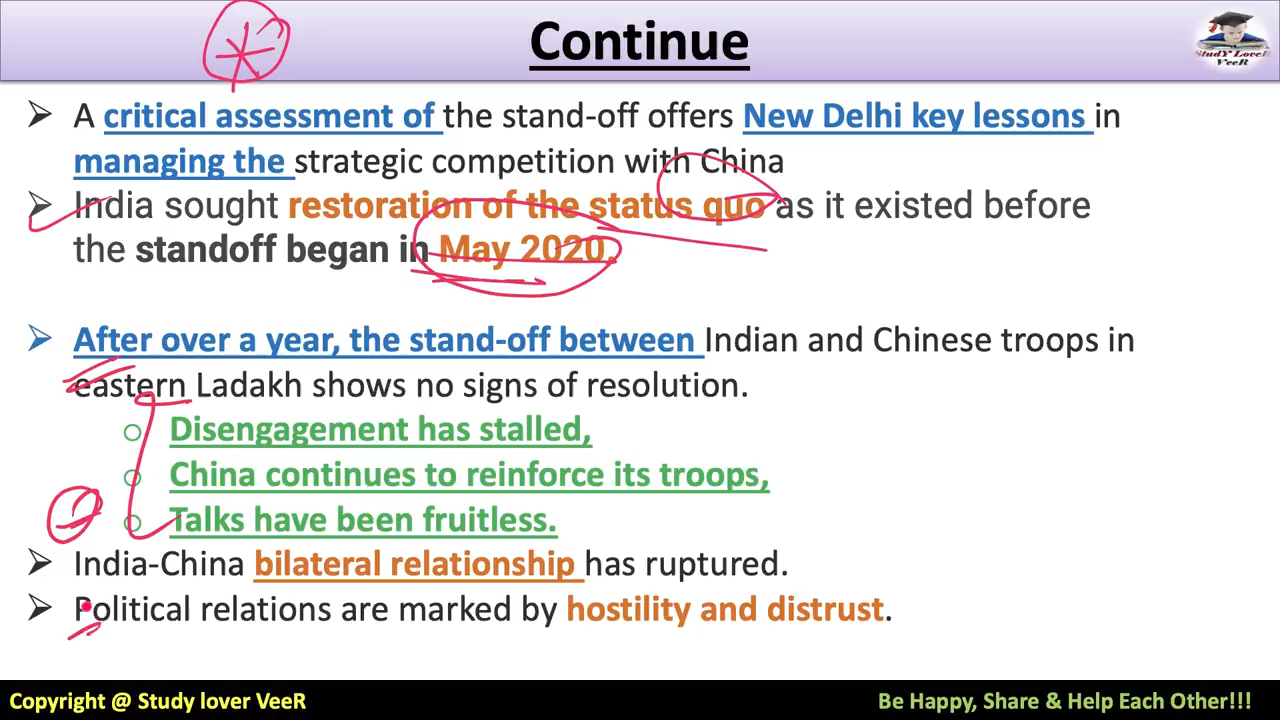 Continue
StudY LoveR
VeeR
➢ A critical assessment of the stand-off offers New Delhi key lessons in
managing the strategic competition with China
➢ India sought restoration of the status quo as it existed before
the standoff began in May 2020.
➢ After over a year, the stand-off between Indian and Chinese troops in
eastern Ladakh shows no signs of resolution.
o Disengagement has stalled,
o China continues to reinforce its troops,
o Talks have been fruitless.
➢ India-China bilateral relationship has ruptured.
➢ Political relations are marked by hostility and distrust.
Copyright @ Study lover VeeR
Be Happy, Share & Help Each Other!!!